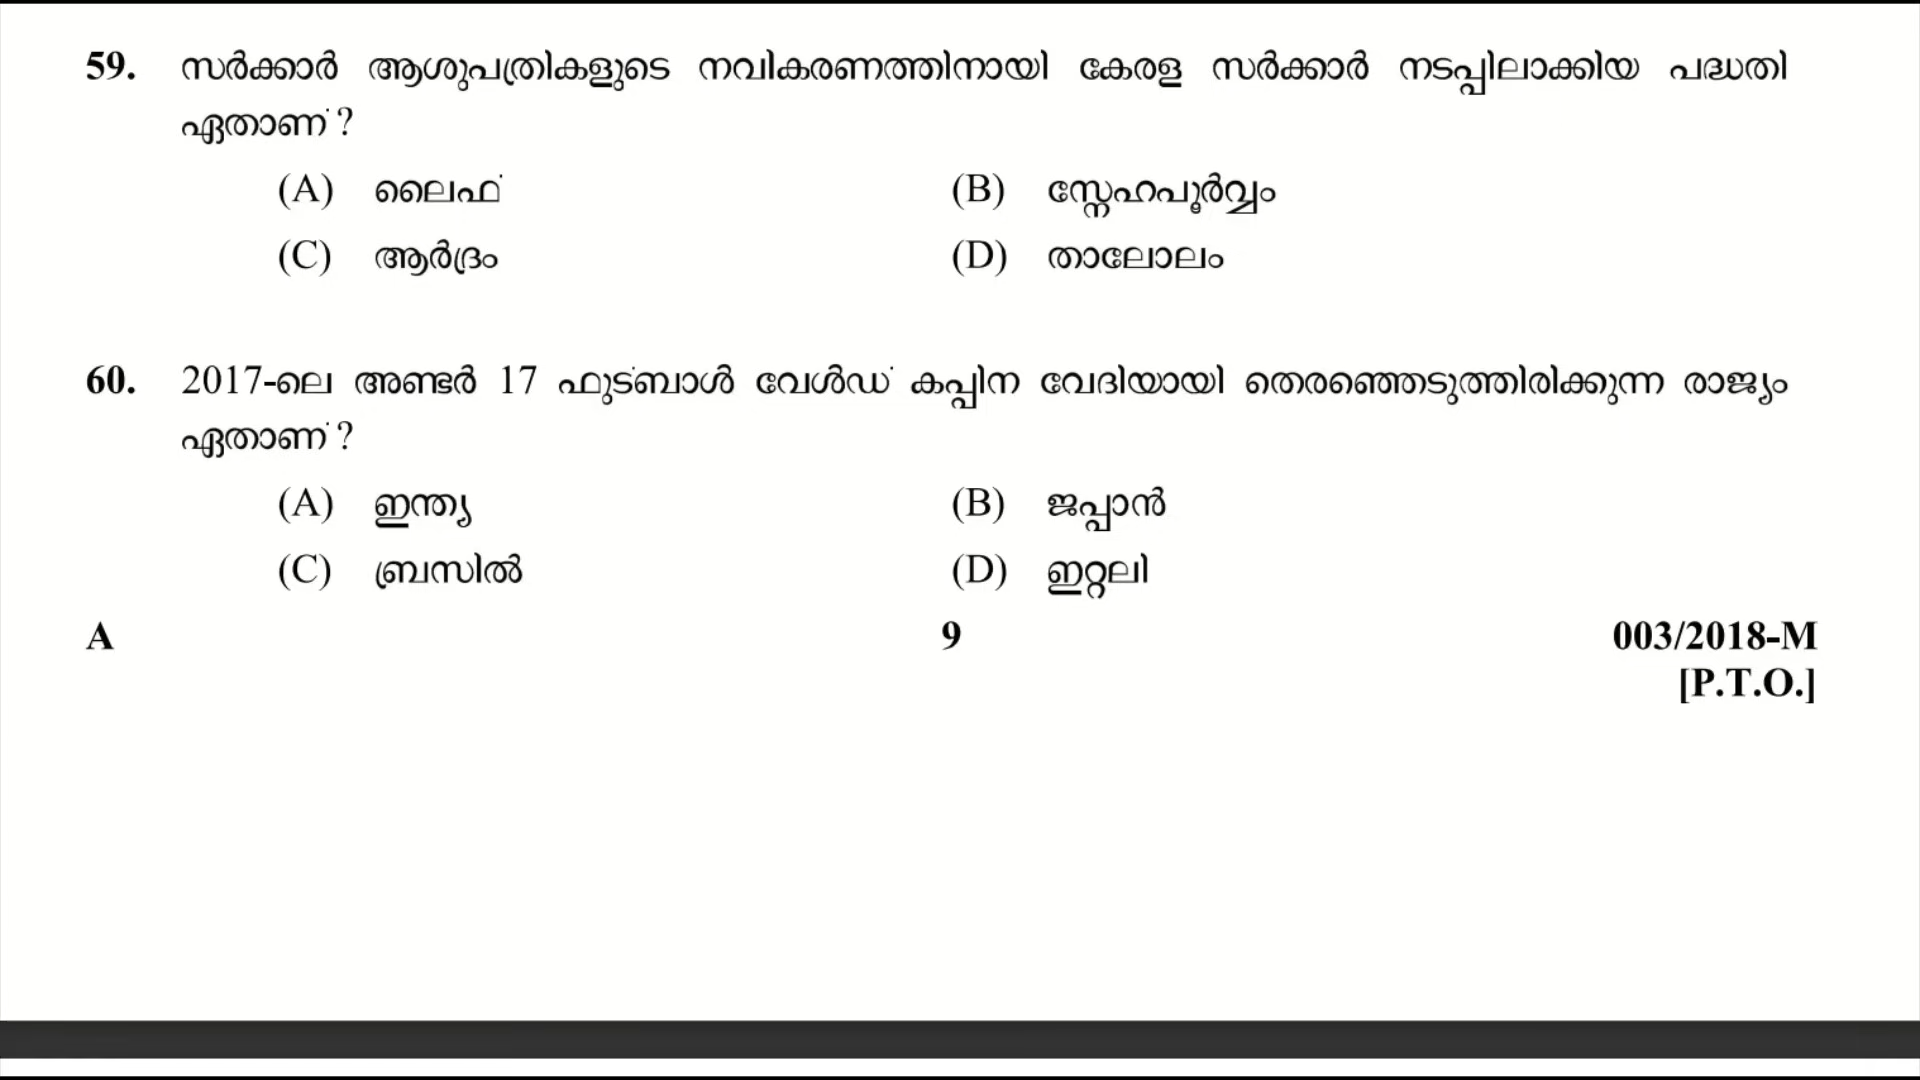 59. സർക്കാർ ആശുപത്രികളുടെ നവികരണത്തിനായി കേരള സർക്കാർ നടപ്പിലാക്കിയ പദ്ധതി
ഏതാണ് ?
(A) ലൈഫ് (B) സ്നേഹപൂർവ്വം
(C) ആർദ്രം (D) താലോലം
60. 2017-ലെ അണ്ടർ 17 ഫുട്ബാൾ വേൾഡ് കപ്പിന വേദിയായി തെരഞ്ഞെടുത്തിരിക്കുന്ന രാജ്യം
ഏതാണ് ?
(A) ഇന്ത്യ (B) ജപ്പാൻ
(C) ബ്രസിൽ (D) ഇറ്റലി
A 9 003/2018-M
[P.T.O.]